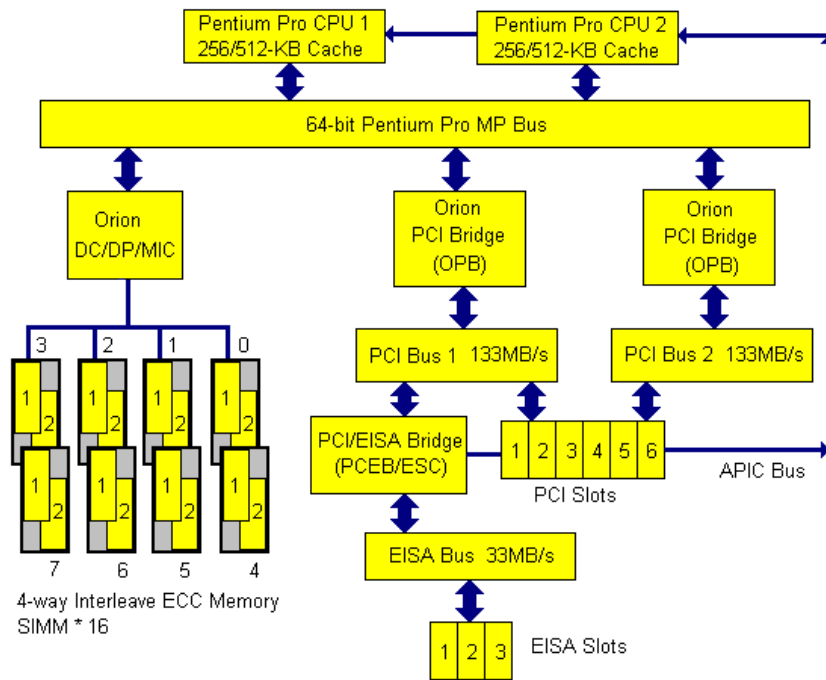 Pentium Pro CPU 1
256/512-KB Cache
Pentium Pro CPU 2
256/512-KB Cache
64-bit Pentium Pro MP Bus
Orion
DC/DP/MIC
Orion
PCI Bridge
(OPB)
Orion
PCI Bridge
(OPB)
3 2 1 0
PCI Bus 1 133MB/s
PCI Bus 2 133MB/s
1 2 1 2 1 2 1 2
1 2 1 2 1 2 1 2
7 6 5 4
4-way Interleave ECC Memory
SIMM * 16
PCI/EISA Bridge
(PCEB/ESC)
1 2 3 4 5 6
PCI Slots
APIC Bus
EISA Bus 33MB/s
1 2 3
EISA Slots